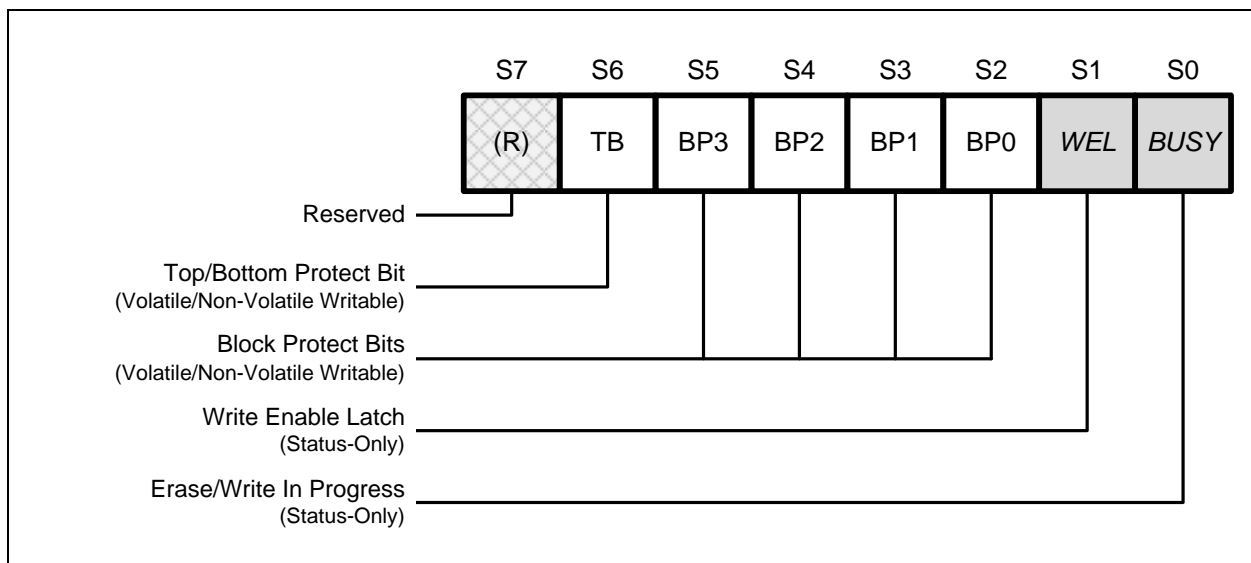 S7 S6 S5 S4 S3 S2 S1 S0
(R) TB BP3 BP2 BP1 BP0 WEL BUSY
Reserved
Top/Bottom Protect Bit
(Volatile/Non-Volatile Writable)
Block Protect Bits
(Volatile/Non-Volatile Writable)
Write Enable Latch
(Status-Only)
Erase/Write In Progress
(Status-Only)